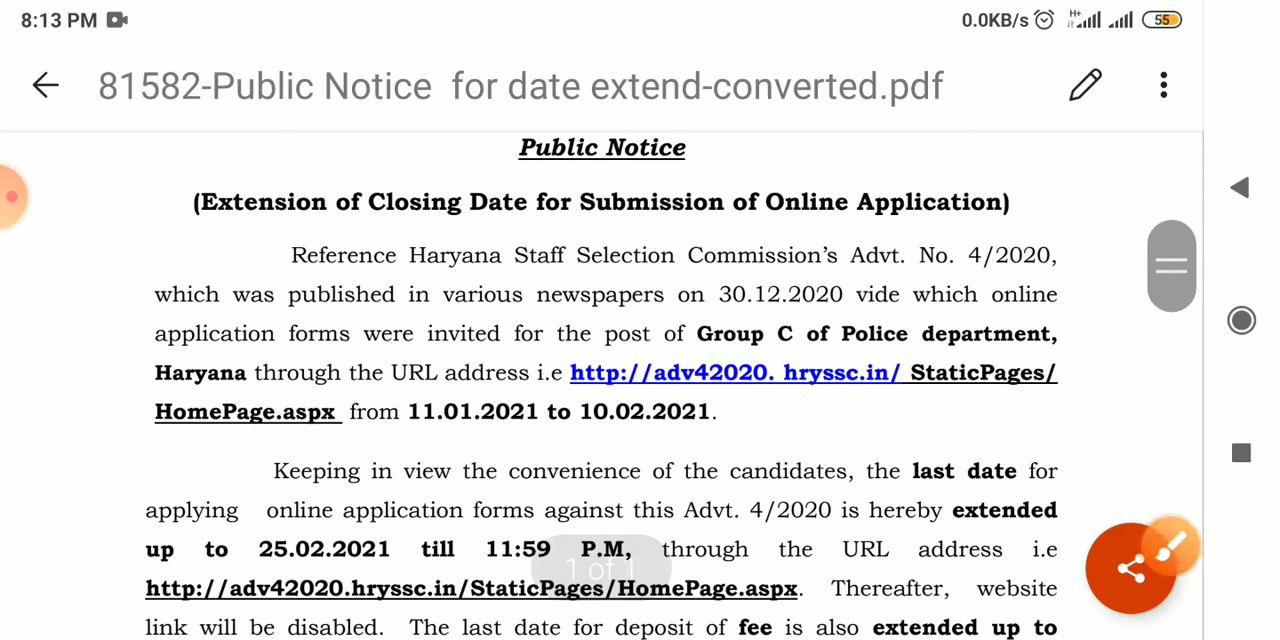 8:13 PM
0.0KB/s H+ 55
81582-Public Notice for date extend-converted.pdf
Public Notice
(Extension of Closing Date for Submission of Online Application)
Reference Haryana Staff Selection Commission's Advt. No. 4/2020,
which was published in various newspapers on 30.12.2020 vide which online
application forms were invited for the post of Group C of Police department,
Haryana through the URL address i.e http://adv42020. hryssc.in/ StaticPages/
HomePage.aspx from 11.01.2021 to 10.02.2021.
Keeping in view the convenience of the candidates, the last date for
applying online application forms against this Advt. 4/2020 is hereby extended
up to 25.02.2021 till 11:59 P.M, through the URL address i.e
1 of 1
http://adv42020.hryssc.in/StaticPages/HomePage.aspx. Thereafter, website
link will be disabled. The last date for deposit of fee is also extended up to